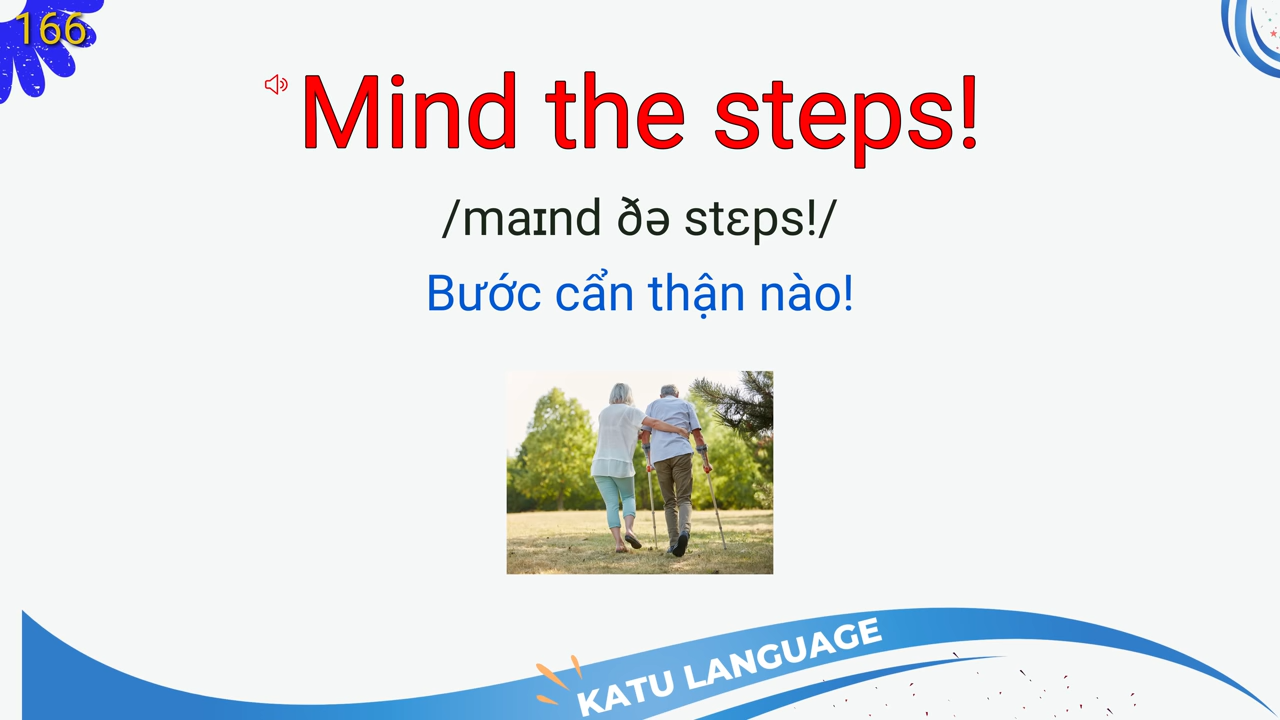 166
Mind the steps!
/maɪnd ðə stɛps!/
Bước cẩn thận nào!
KATU LANGUAGE